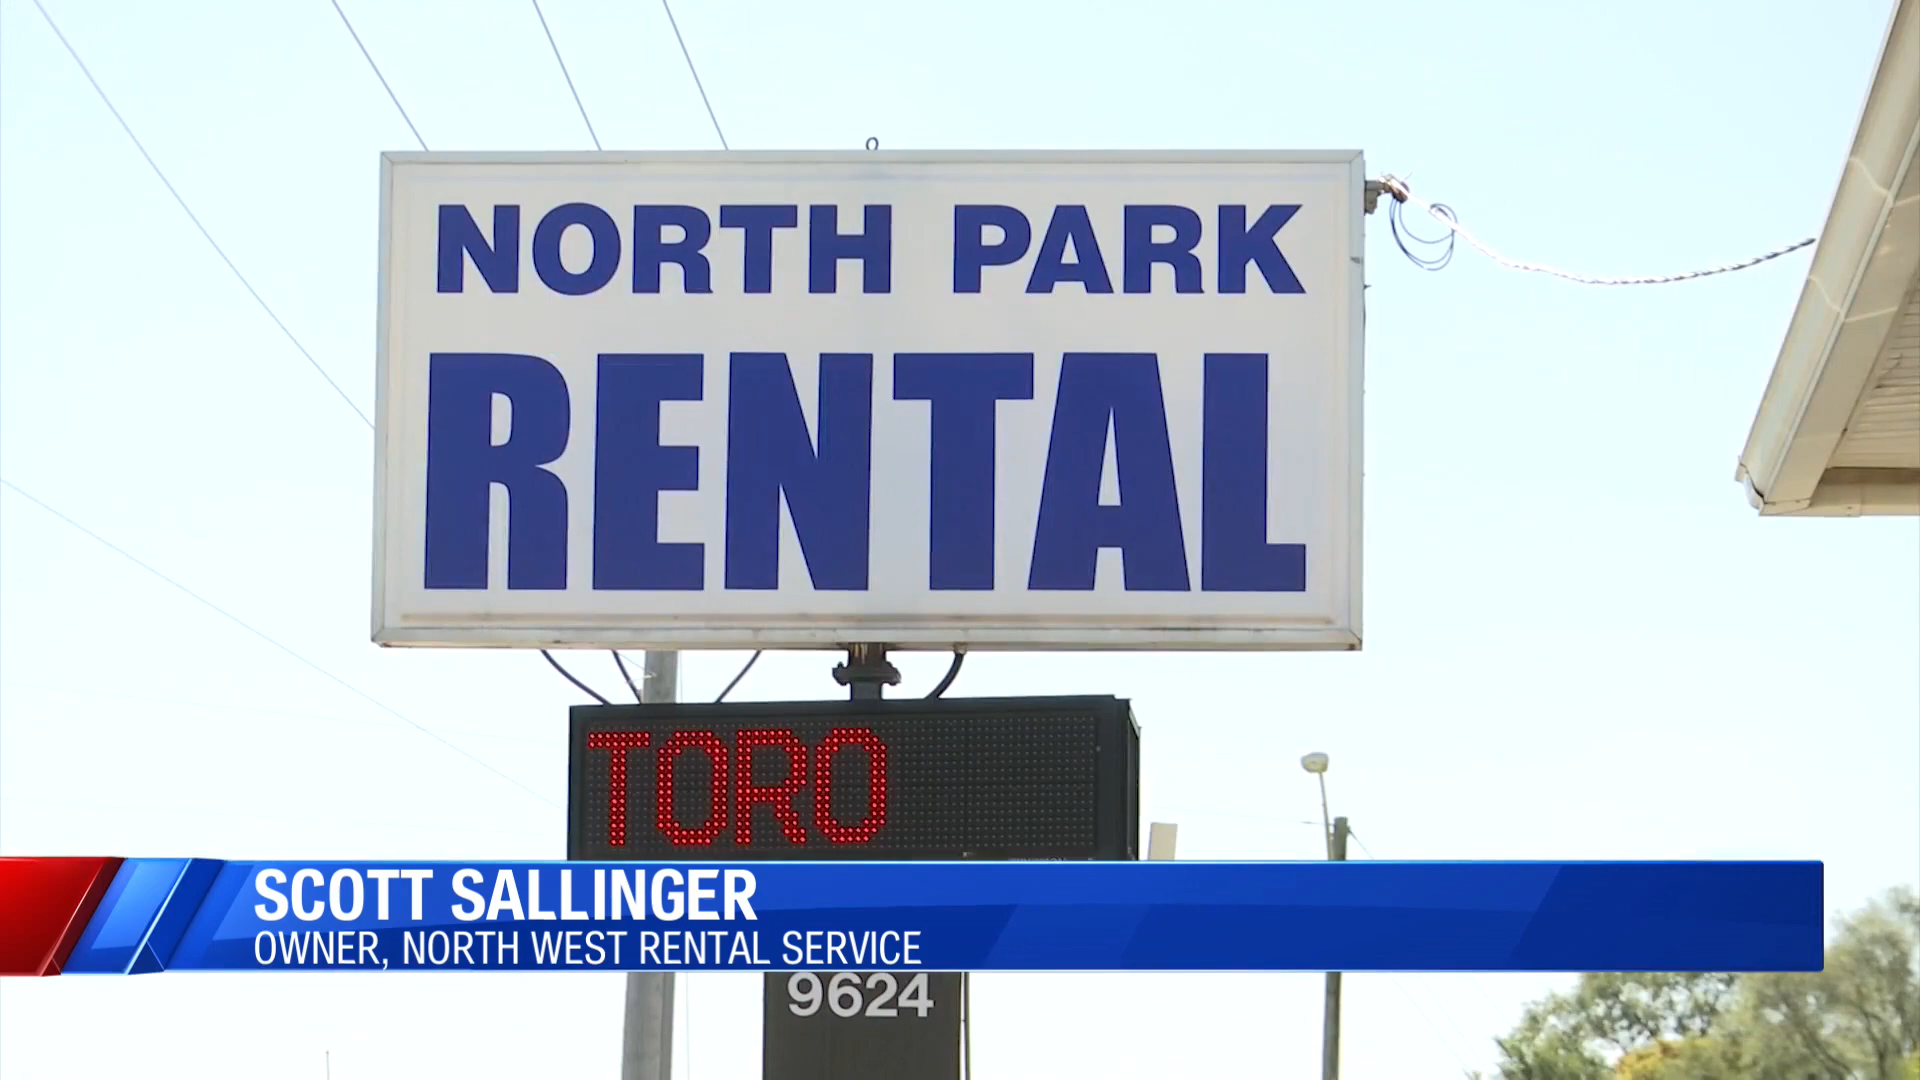 NORTH PARK
RENTAL
TORO
SCOTT SALLINGER
OWNER, NORTH WEST RENTAL SERVICE
9624